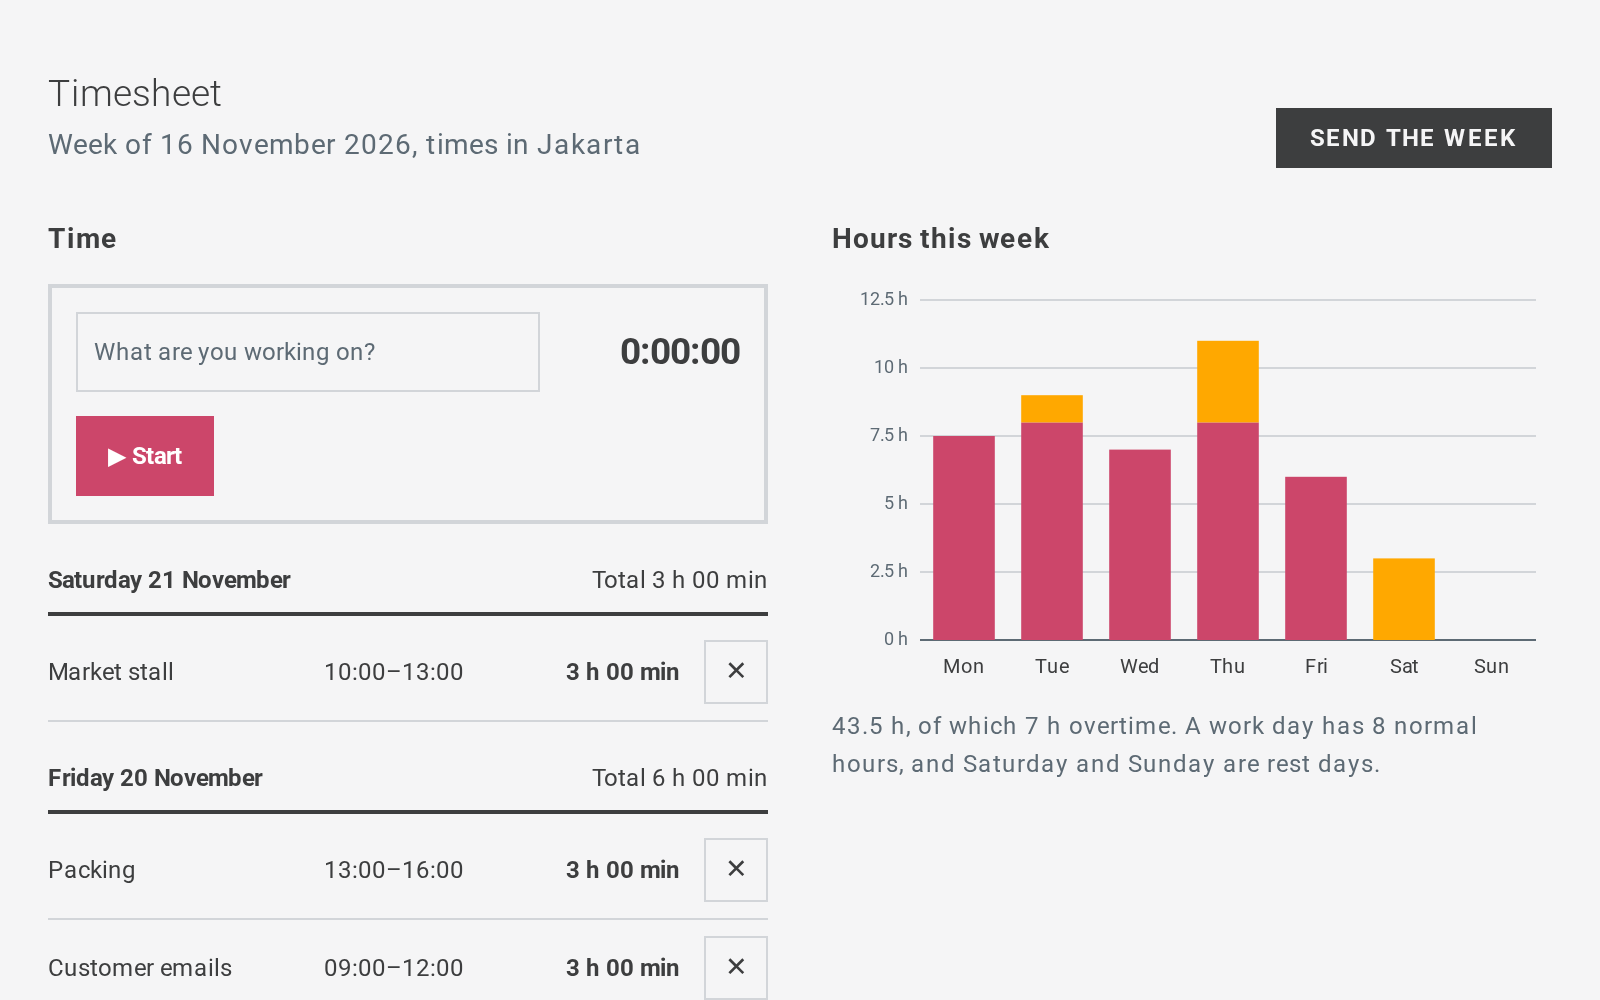 Timesheet
Week of 16 November 2026, times in Jakarta
SEND THE WEEK
Time
What are you working on?
0:00:00
▶ Start
Saturday 21 November
Total 3 h 00 min
Market stall
10:00–13:00
3 h 00 min
✕
Friday 20 November
Total 6 h 00 min
Packing
13:00–16:00
3 h 00 min
✕
Customer emails
09:00–12:00
3 h 00 min
✕
Hours this week
12.5 h
10 h
7.5 h
5 h
2.5 h
0 h
Mon
Tue
Wed
Thu
Fri
Sat
Sun
43.5 h, of which 7 h overtime. A work day has 8 normal
hours, and Saturday and Sunday are rest days.